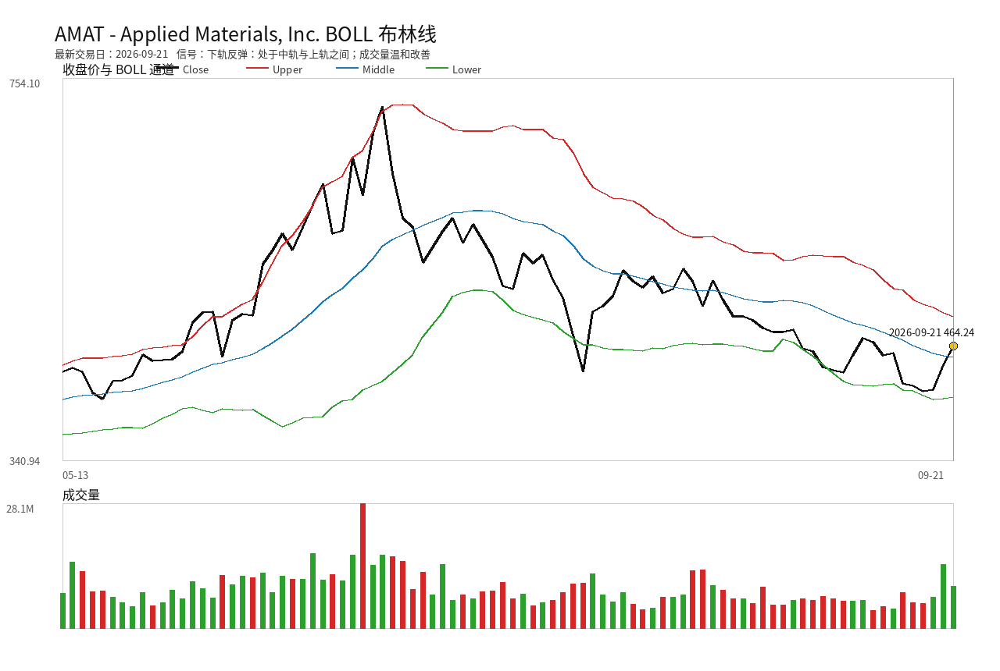 AMAT - Applied Materials, Inc. BOLL 布林线
最新交易日：2026-09-21 信号：下轨反弹：处于中轨与上轨之间；成交量温和改善
收盘价与 BOLL 通道 Close Upper Middle Lower
754.10
2026-09-21 464.24
340.94
05-13 09-21
成交量
28.1M